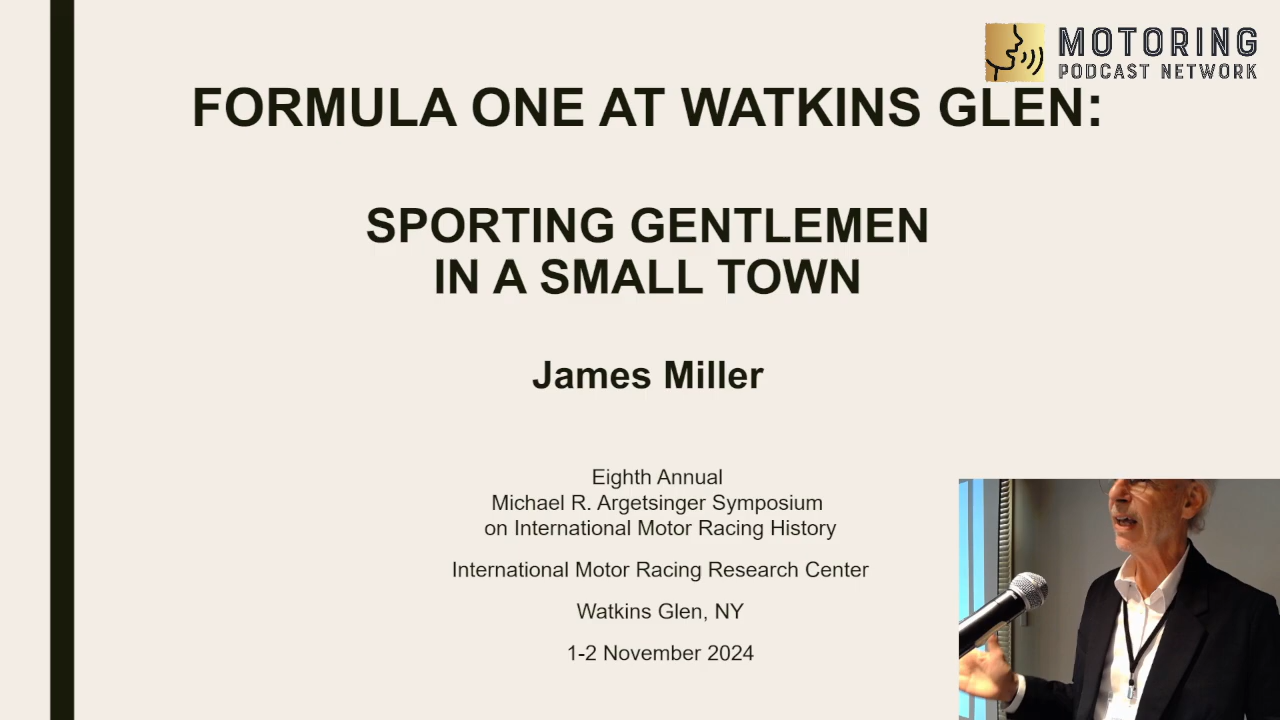 MOTORING
PODCAST NETWORK
FORMULA ONE AT WATKINS GLEN:
SPORTING GENTLEMEN
IN A SMALL TOWN
James Miller
Eighth Annual
Michael R. Argetsinger Symposium
on International Motor Racing History
International Motor Racing Research Center
Watkins Glen, NY
1-2 November 2024